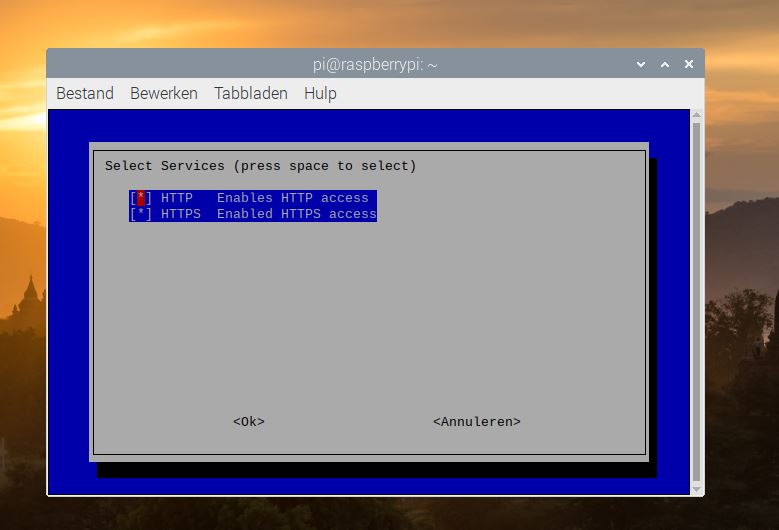 pi@raspberrypi: ~
Bestand Bewerken Tabbladen Hulp
Select Services (press space to select)
[*] HTTP Enables HTTP access
[*] HTTPS Enabled HTTPS access
<Ok> <Annuleren>